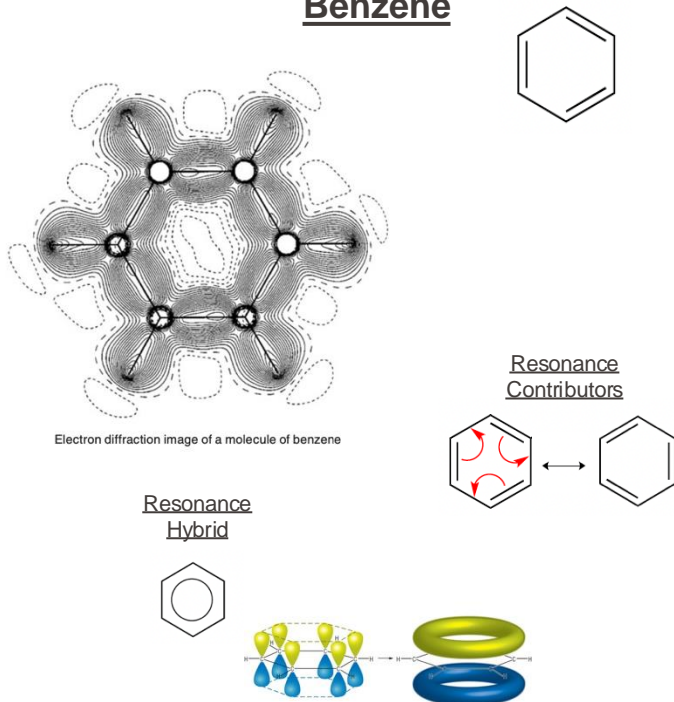 Benzene
Electron diffraction image of a molecule of benzene
Resonance
Contributors
Resonance
Hybrid